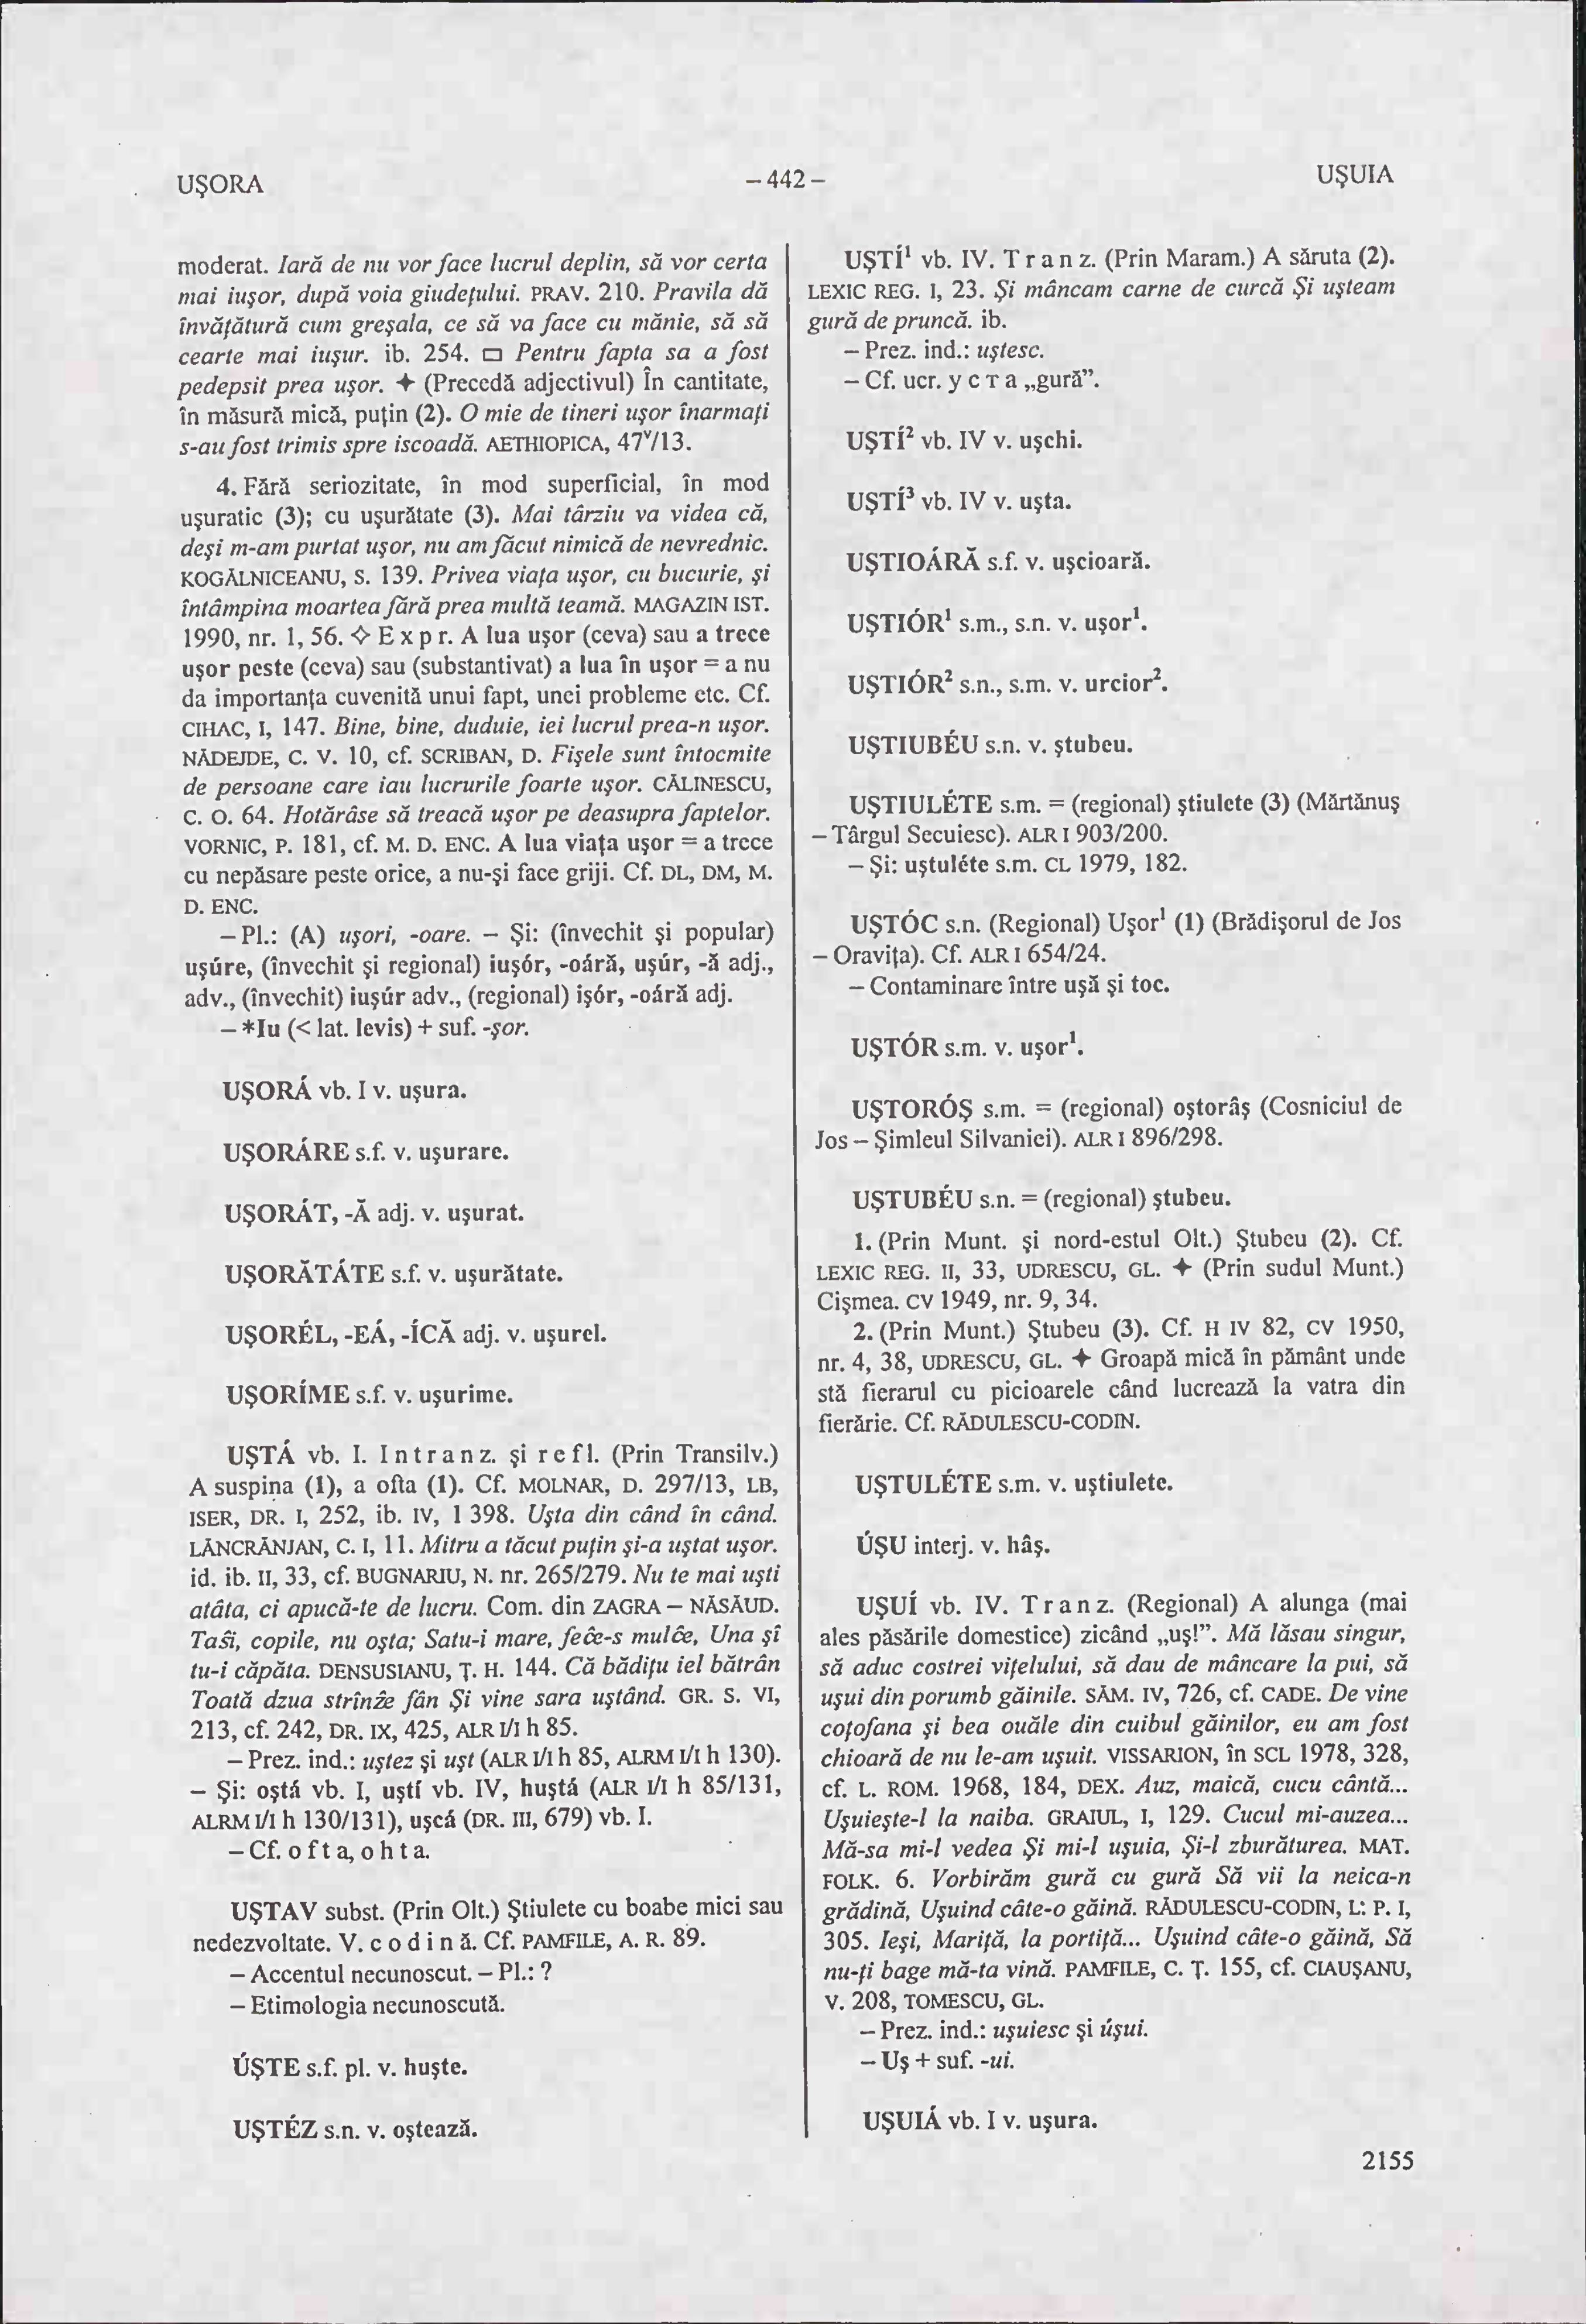 UŞORA
– 442 –
UŞUIA
moderat. Iară de nu vor face lucrul deplin, să vor certa
mai iuşor, după voia giudeţului. PRAV. 210. Pravila dă
învăţătură cum greşala, ce să va face cu mănie, să să
cearte mai iuşur. ib. 254. ▭ Pentru fapta sa a fost
pedepsit prea uşor. ✦ (Precedă adjectivul) În cantitate,
în măsură mică, puţin (2). O mie de tineri uşor înarmaţi
s-au fost trimis spre iscoadă. AETHIOPICA, 47ᵛ/13.
4. Fără seriozitate, în mod superficial, în mod
uşuratic (3); cu uşurătate (3). Mai târziu va videa că,
deşi m-am purtat uşor, nu am făcut nimică de nevrednic.
KOGĂLNICEANU, S. 139. Privea viaţa uşor, cu bucurie, şi
întâmpina moartea fără prea multă teamă. MAGAZIN IST.
1990, nr. 1, 56. ◇ E x p r. A lua uşor (ceva) sau a trece
uşor peste (ceva) sau (substantivat) a lua în uşor = a nu
da importanţa cuvenită unui fapt, unei probleme etc. Cf.
CIHAC, I, 147. Bine, bine, duduie, iei lucrul prea-n uşor.
NĂDEJDE, C. V. 10, cf. SCRIBAN, D. Fişele sunt întocmite
de persoane care iau lucrurile foarte uşor. CĂLINESCU,
C. O. 64. Hotărâse să treacă uşor pe deasupra faptelor.
VORNIC, P. 181, cf. M. D. ENC. A lua viaţa uşor = a trece
cu nepăsare peste orice, a nu-şi face griji. Cf. DL, DM, M.
D. ENC.
– Pl.: (A) uşori, -oare. – Şi: (învechit şi popular)
uşúre, (învechit şi regional) iuşór, -oáră, uşúr, -ă adj.,
adv., (învechit) iuşúr adv., (regional) işór, -oáră adj.
– *Iu (< lat. levis) + suf. -şor.
UŞORÁ vb. I v. uşura.
UŞORÁRE s.f. v. uşurare.
UŞORÁT, -Ă adj. v. uşurat.
UŞORĂTÁTE s.f. v. uşurătate.
UŞORÉL, -EÁ, -ÍCĂ adj. v. uşurel.
UŞORÍME s.f. v. uşurime.
UŞTÁ vb. I. I n t r a n z. şi r e f l. (Prin Transilv.)
A suspina (1), a ofta (1). Cf. MOLNAR, D. 297/13, LB,
ISER, DR. I, 252, ib. IV, 1 398. Uşta din când în când.
LĂNCRĂNJAN, C. I, 11. Mitru a tăcut puţin şi-a uştat uşor.
id. ib. II, 33, cf. BUGNARIU, N. nr. 265/279. Nu te mai uşti
atâta, ci apucă-te de lucru. Com. din ZAGRA – NĂSĂUD.
Taśi, copile, nu oşta; Satu-i mare, feĉe-s mulĉe, Una şî
tu-i căpăta. DENSUSIANU, Ţ. H. 144. Că bădiţu iel bătrân
Toată dzua strînẑe fân Şi vine sara uştând. GR. S. VI,
213, cf. 242, DR. IX, 425, ALR I/I h 85.
– Prez. ind.: uştez şi uşt (ALR I/I h 85, ALRM I/I h 130).
– Şi: oştá vb. I, uştí vb. IV, huştá (ALR I/I h 85/131,
ALRM I/I h 130/131), uşcá (DR. III, 679) vb. I.
– Cf. o f t a, o h t a.
UŞTAV subst. (Prin Olt.) Ştiulete cu boabe mici sau
nedezvoltate. V. c o d i n ă. Cf. PAMFILE, A. R. 89.
– Accentul necunoscut. – Pl.: ?
– Etimologia necunoscută.
ÚŞTE s.f. pl. v. huşte.
UŞTÉZ s.n. v. oştează.
UŞTÍ¹ vb. IV. T r a n z. (Prin Maram.) A săruta (2).
LEXIC REG. I, 23. Şi mâncam carne de curcă Şi uşteam
gură de pruncă. ib.
– Prez. ind.: uştesc.
– Cf. ucr. у с т а „gură”.
UŞTÍ² vb. IV v. uşchi.
UŞTÍ³ vb. IV v. uşta.
UŞTIOÁRĂ s.f. v. uşcioară.
UŞTIÓR¹ s.m., s.n. v. uşor¹.
UŞTIÓR² s.n., s.m. v. urcior².
UŞTIUBÉU s.n. v. ştubeu.
UŞTIULÉTE s.m. = (regional) ştiulete (3) (Mărtănuş
– Târgul Secuiesc). ALR I 903/200.
– Şi: uştuléte s.m. CL 1979, 182.
UŞTÓC s.n. (Regional) Uşor¹ (1) (Brădişorul de Jos
– Oraviţa). Cf. ALR I 654/24.
– Contaminare între uşă şi toc.
UŞTÓR s.m. v. uşor¹.
UŞTORÓŞ s.m. = (regional) oştorâş (Cosniciul de
Jos – Şimleul Silvaniei). ALR I 896/298.
UŞTUBÉU s.n. = (regional) ştubeu.
1. (Prin Munt. şi nord-estul Olt.) Ştubeu (2). Cf.
LEXIC REG. II, 33, UDRESCU, GL. ✦ (Prin sudul Munt.)
Cişmea. CV 1949, nr. 9, 34.
2. (Prin Munt.) Ştubeu (3). Cf. H IV 82, CV 1950,
nr. 4, 38, UDRESCU, GL. ✦ Groapă mică în pământ unde
stă fierarul cu picioarele când lucrează la vatra din
fierărie. Cf. RĂDULESCU-CODIN.
UŞTULÉTE s.m. v. uştiulete.
ÚŞU interj. v. hâş.
UŞUÍ vb. IV. T r a n z. (Regional) A alunga (mai
ales păsările domestice) zicând „uş!”. Mă lăsau singur,
să aduc costrei viţelului, să dau de mâncare la pui, să
uşui din porumb găinile. SĂM. IV, 726, cf. CADE. De vine
coţofana şi bea ouăle din cuibul găinilor, eu am fost
chioară de nu le-am uşuit. VISSARION, în SCL 1978, 328,
cf. L. ROM. 1968, 184, DEX. Auz, maică, cucu cântă...
Uşuieşte-l la naiba. GRAIUL, I, 129. Cucul mi-auzea...
Mă-sa mi-l vedea Şi mi-l uşuia, Şi-l zburăturea. MAT.
FOLK. 6. Vorbirăm gură cu gură Să vii la neica-n
grădină, Uşuind câte-o găină. RĂDULESCU-CODIN, L. P. I,
305. Ieşi, Mariţă, la portiţă... Uşuind câte-o găină, Să
nu-ţi bage mă-ta vină. PAMFILE, C. Ţ. 155, cf. CIAUŞANU,
V. 208, TOMESCU, GL.
– Prez. ind.: uşuiesc şi úşui.
– Uş + suf. -ui.
UŞUIÁ vb. I v. uşura.
2155